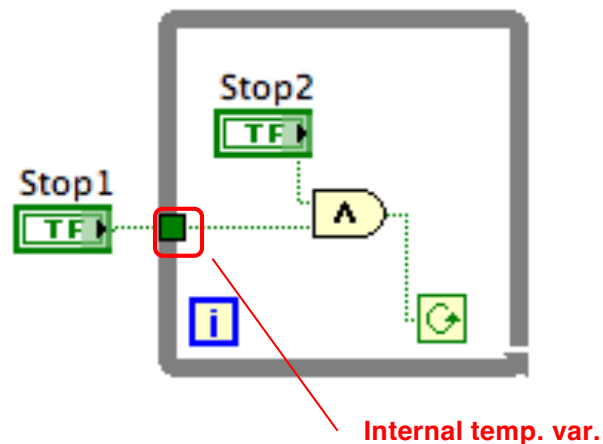 Stop2
TF
Stop1
TF
∧
i
Internal temp. var.